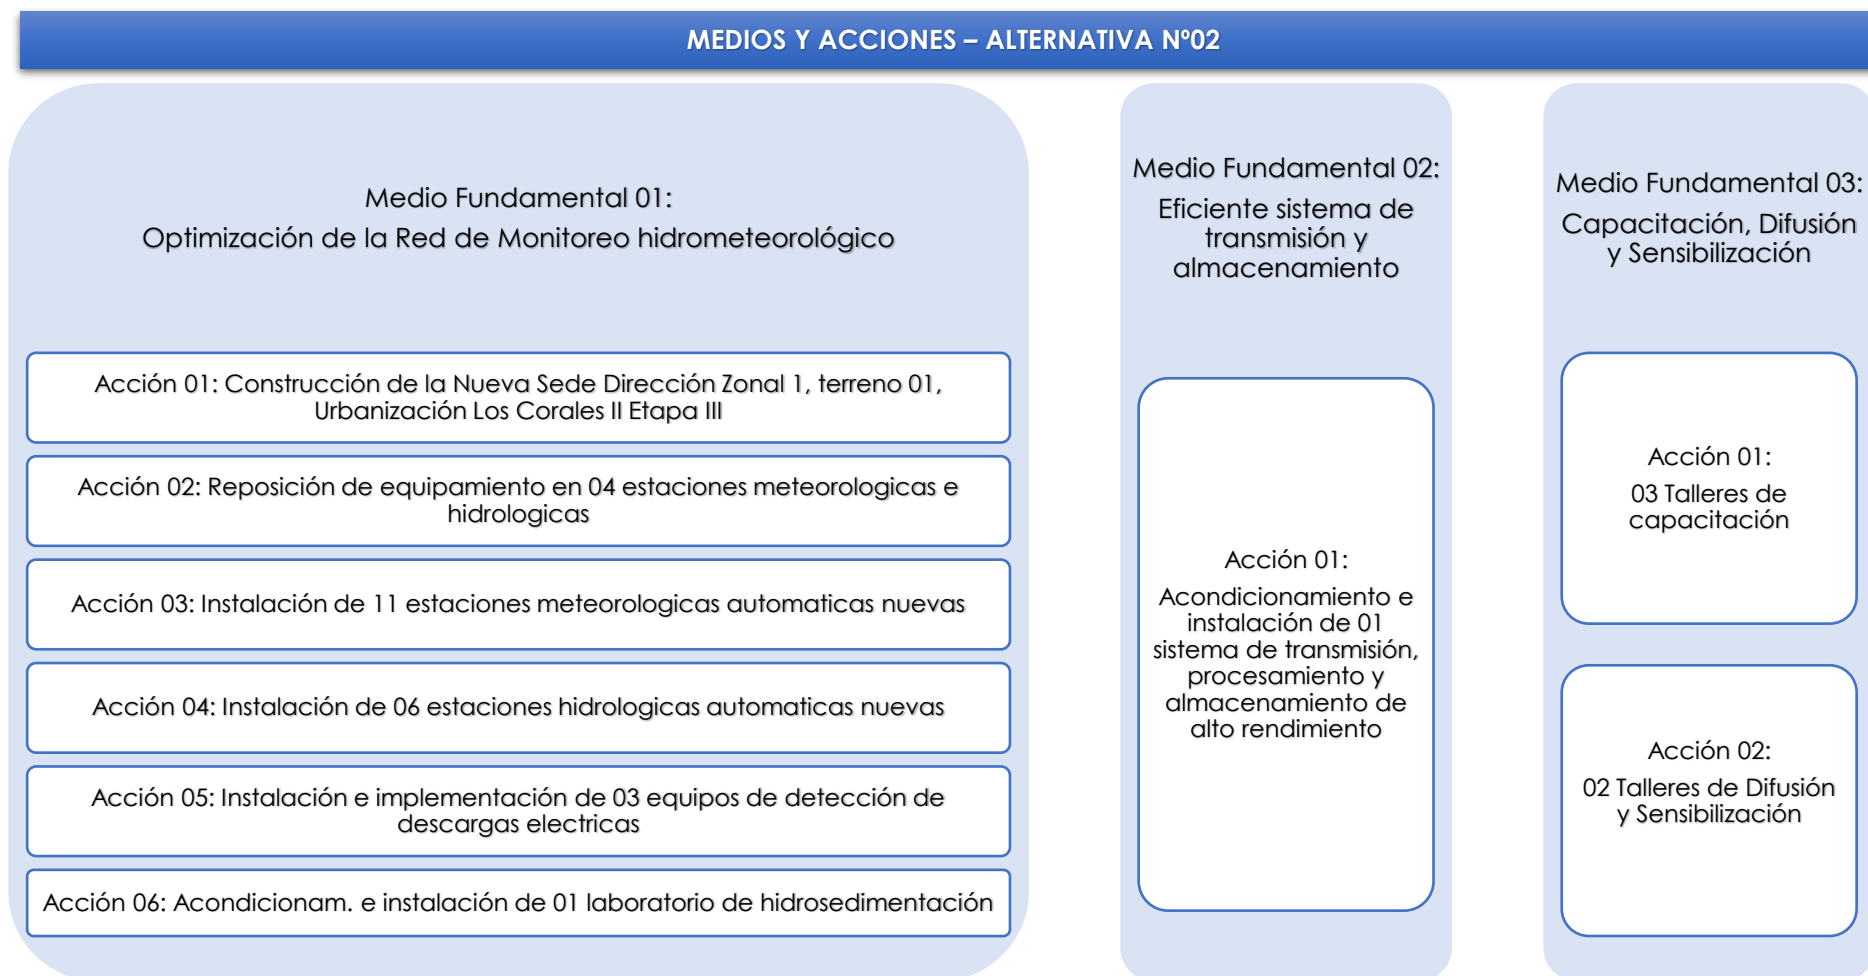 MEDIOS Y ACCIONES – ALTERNATIVA Nº02
Medio Fundamental 01:
Optimización de la Red de Monitoreo hidrometeorológico
Acción 01: Construcción de la Nueva Sede Dirección Zonal 1, terreno 01,
Urbanización Los Corales II Etapa III
Acción 02: Reposición de equipamiento en 04 estaciones meteorologicas e
hidrologicas
Acción 03: Instalación de 11 estaciones meteorologicas automaticas nuevas
Acción 04: Instalación de 06 estaciones hidrologicas automaticas nuevas
Acción 05: Instalación e implementación de 03 equipos de detección de
descargas electricas
Acción 06: Acondicionam. e instalación de 01 laboratorio de hidrosedimentación
Medio Fundamental 02:
Eficiente sistema de
transmisión y
almacenamiento
Acción 01:
Acondicionamiento e
instalación de 01
sistema de transmisión,
procesamiento y
almacenamiento de
alto rendimiento
Medio Fundamental 03:
Capacitación, Difusión
y Sensibilización
Acción 01:
03 Talleres de
capacitación
Acción 02:
02 Talleres de Difusión
y Sensibilización